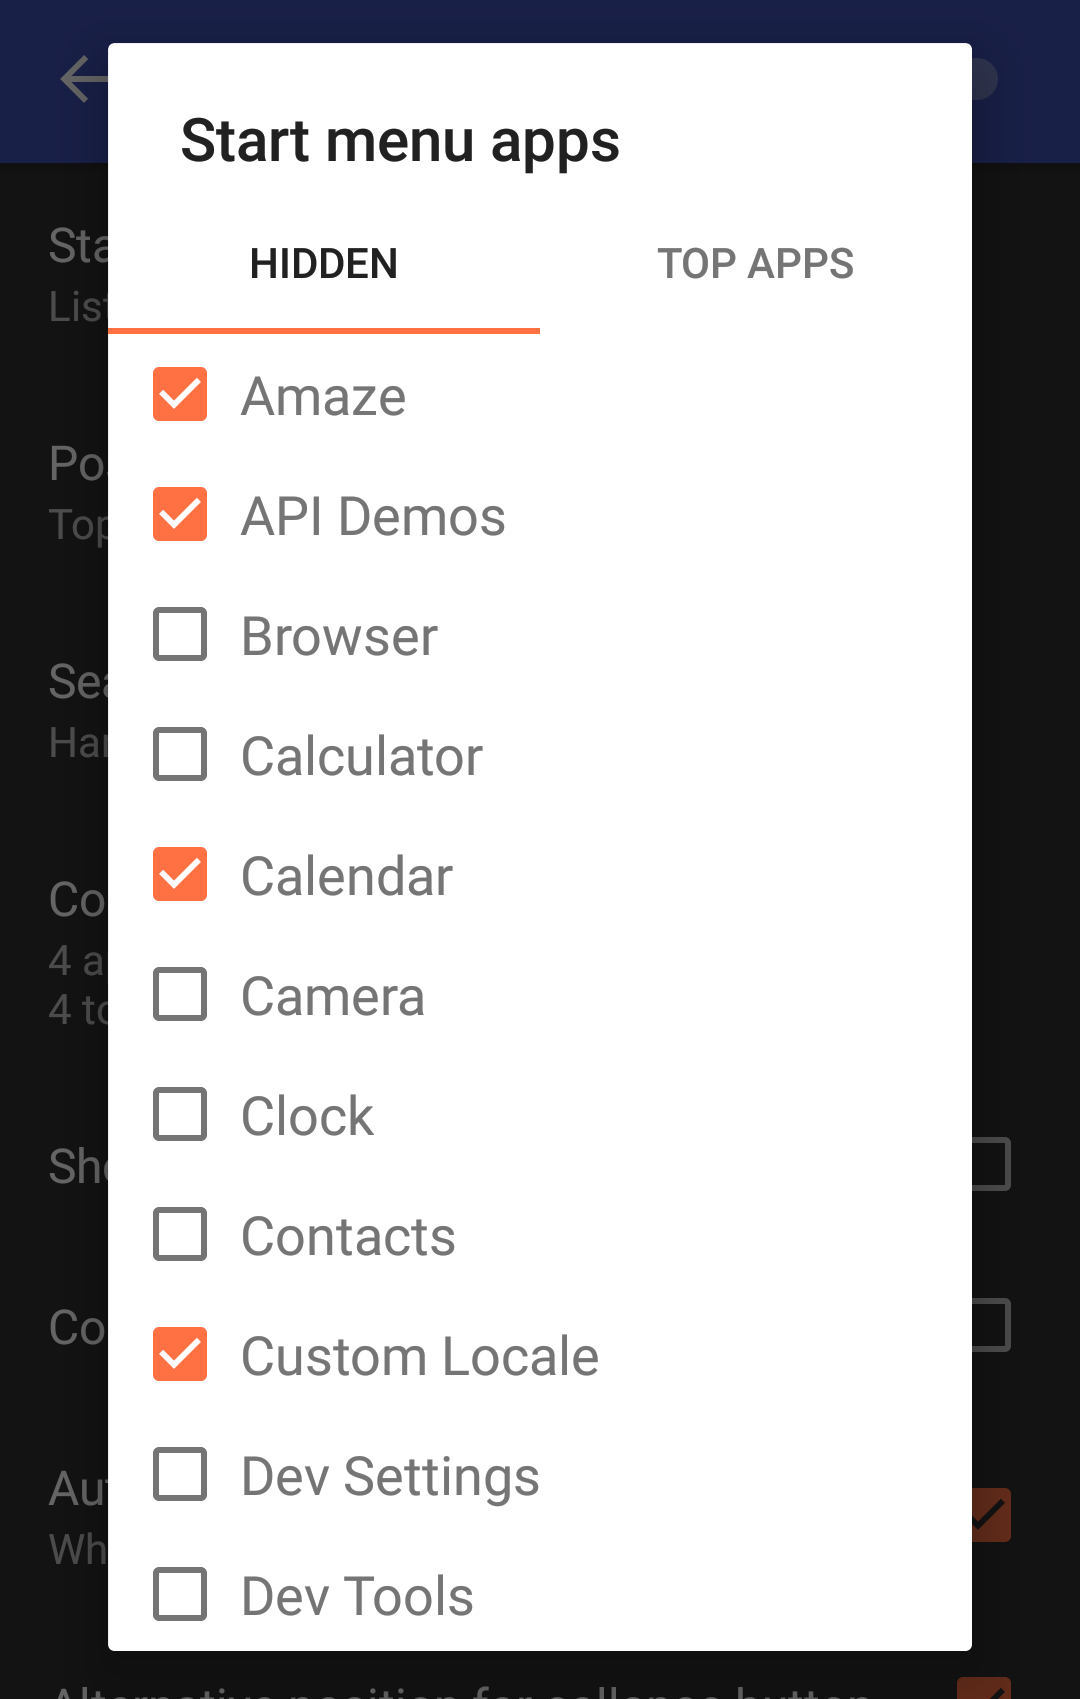 Start menu apps
HIDDEN TOP APPS
Amaze
API Demos
Browser
Calculator
Calendar
Camera
Clock
Contacts
Custom Locale
Dev Settings
Dev Tools
4 a